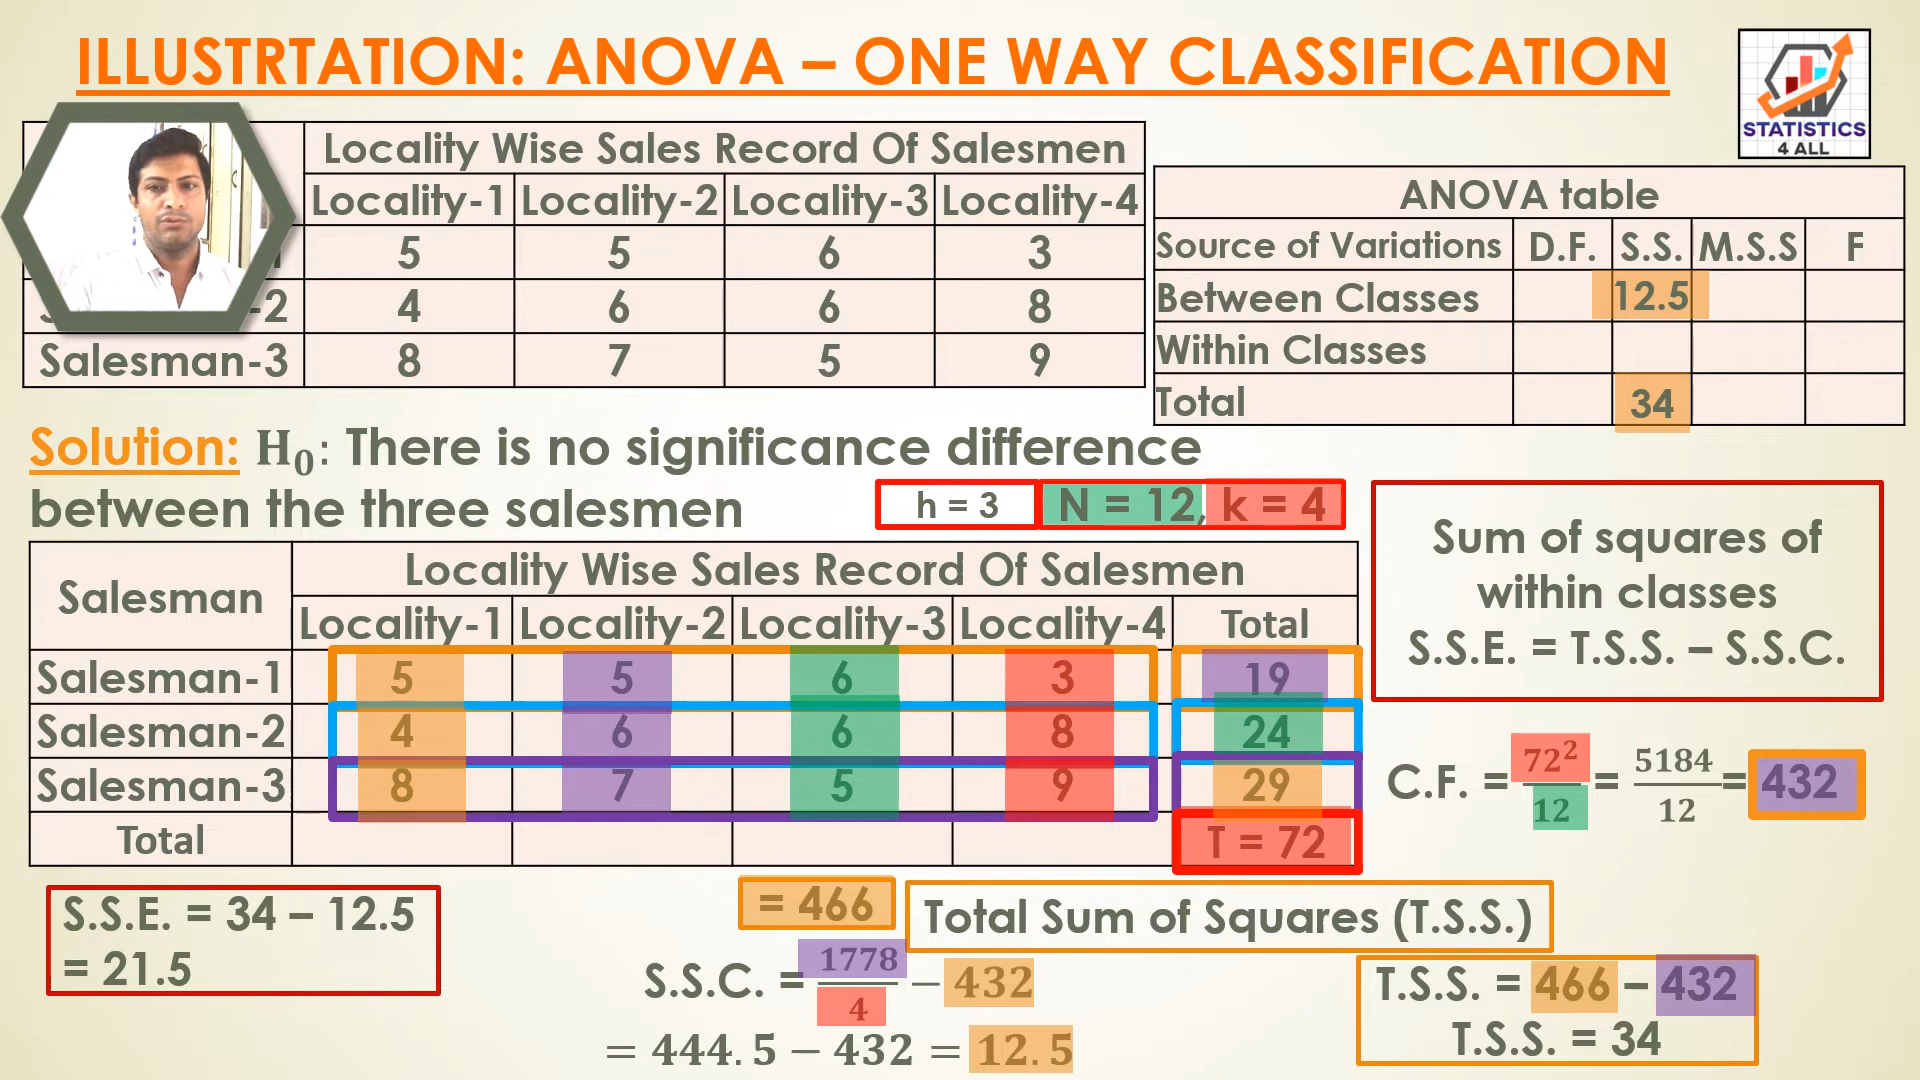 ILLUSTRTATION: ANOVA – ONE WAY CLASSIFICATION
STATISTICS
4 ALL
Locality Wise Sales Record Of Salesmen
Locality-1 Locality-2 Locality-3 Locality-4
5 5 6 3
-2 4 6 6 8
Salesman-3 8 7 5 9
ANOVA table
Source of Variations D.F. S.S. M.S.S F
Between Classes 12.5
Within Classes
Total 34
Solution: H₀: There is no significance difference
between the three salesmen
h = 3 N = 12, k = 4
Salesman Locality Wise Sales Record Of Salesmen
Locality-1 Locality-2 Locality-3 Locality-4 Total
Salesman-1 5 5 6 3 19
Salesman-2 4 6 6 8 24
Salesman-3 8 7 5 9 29
Total T = 72
Sum of squares of
within classes
S.S.E. = T.S.S. – S.S.C.
C.F. = 72²/12 = 5184/12 = 432
S.S.E. = 34 – 12.5
= 21.5
= 466
Total Sum of Squares (T.S.S.)
S.S.C. = 1778/4 − 432
= 444.5 − 432 = 12.5
T.S.S. = 466 – 432
T.S.S. = 34